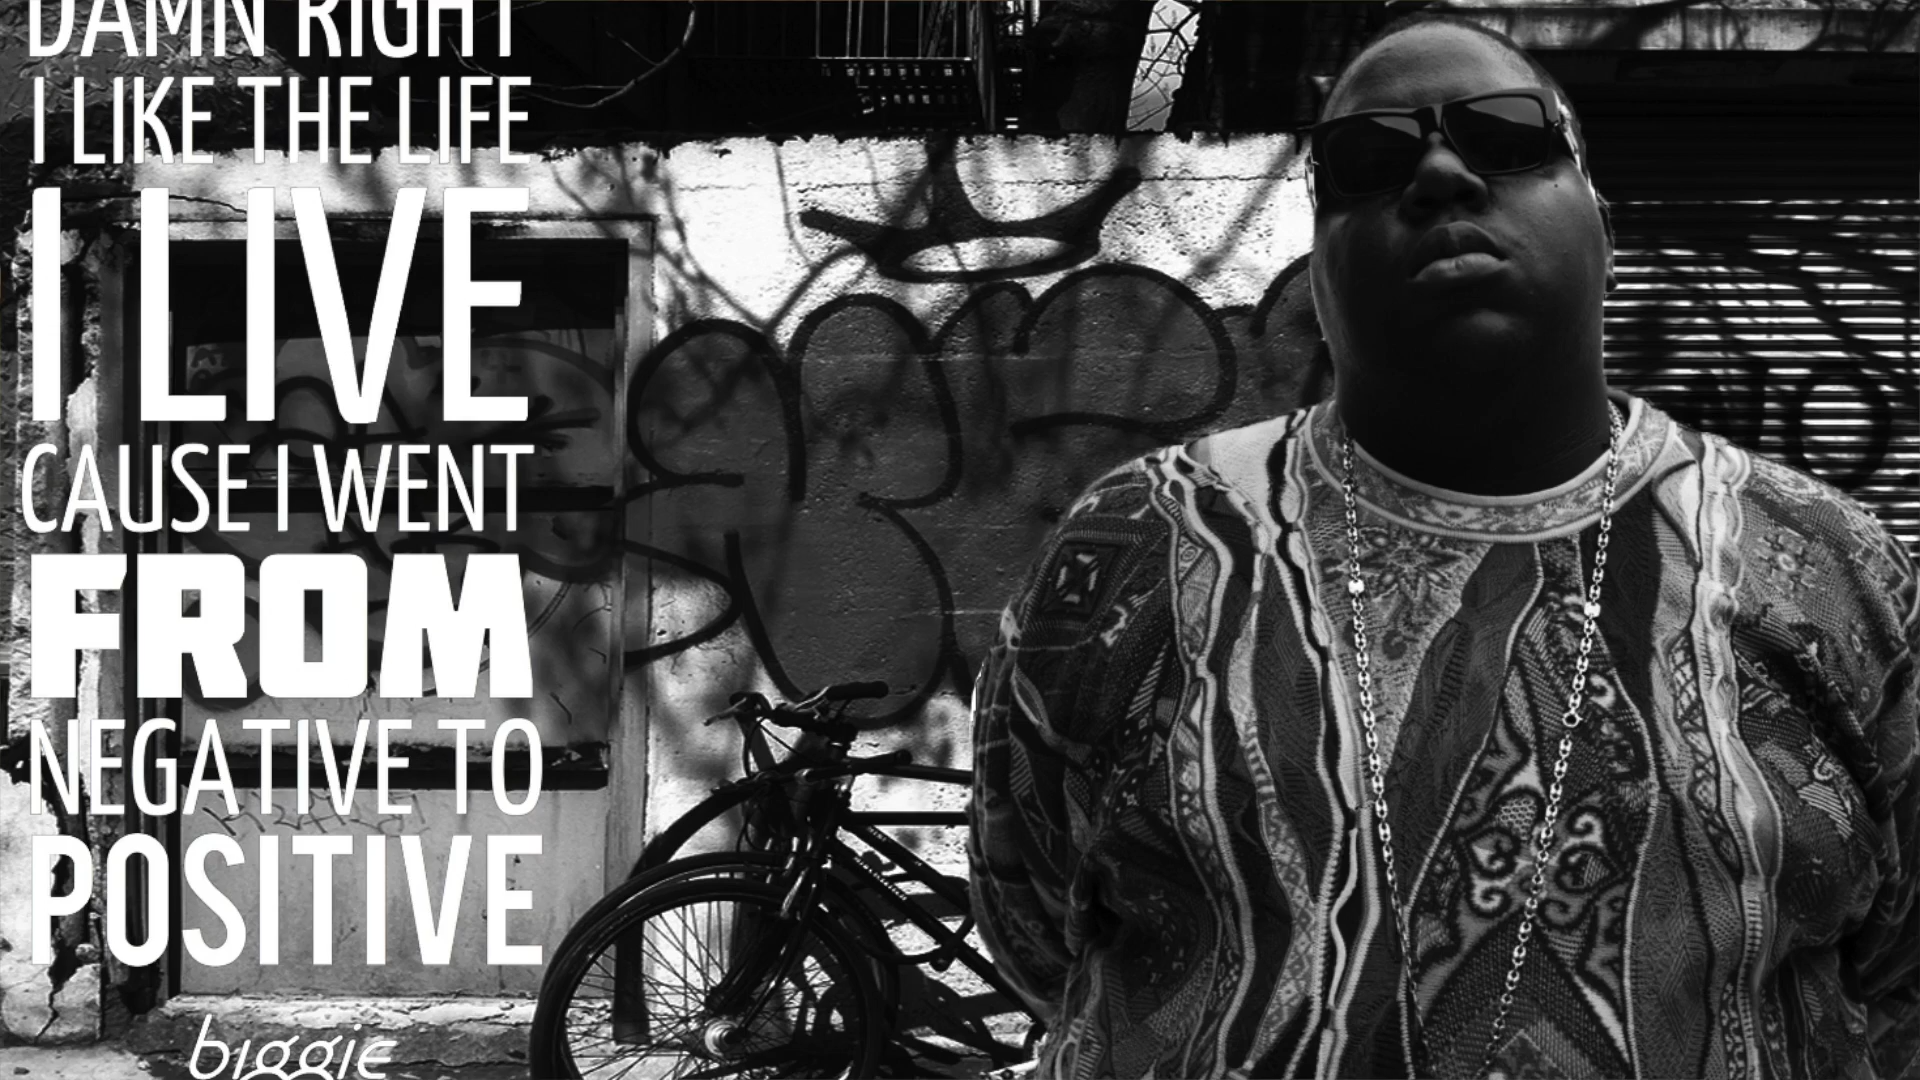 DAMN RIGHT
I LIKE THE LIFE
I LIVE
CAUSE I WENT
FROM
NEGATIVE TO
POSITIVE
biggie